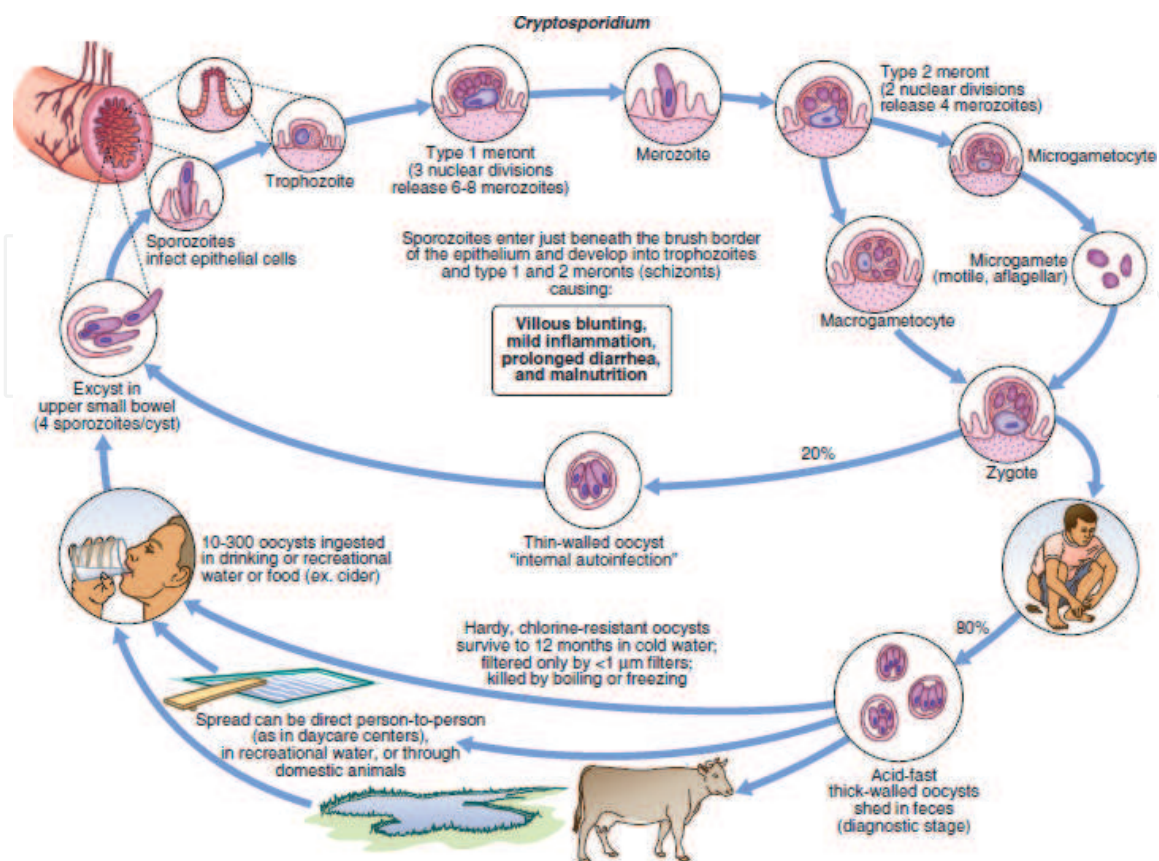 Cryptosporidium
Type 2 meront
(2 nuclear divisions
release 4 merozoites)
Microgametocyte
Type 1 meront
(3 nuclear divisions
release 6-8 merozoites)
Merozoite
Trophozoite
Sporozoites
infect epithelial cells
Sporozoites enter just beneath the brush border
of the epithelium and develop into trophozoites
and type 1 and 2 meronts (schizonts)
causing:
Villous blunting,
mild inflammation,
prolonged diarrhea,
and malnutrition
Microgamete
(motile, aflagellar)
Macrogametocyte
Excyst in
upper small bowel
(4 sporozoites/cyst)
20%
Zygote
Thin-walled oocyst
"internal autoinfection"
10-300 oocysts ingested
in drinking or recreational
water or food (ex. cider)
80%
Hardy, chlorine-resistant oocysts
survive to 12 months in cold water;
filtered only by <1 µm filters;
killed by boiling or freezing
Spread can be direct person-to-person
(as in daycare centers),
in recreational water, or through
domestic animals
Acid-fast
thick-walled oocysts
shed in feces
(diagnostic stage)